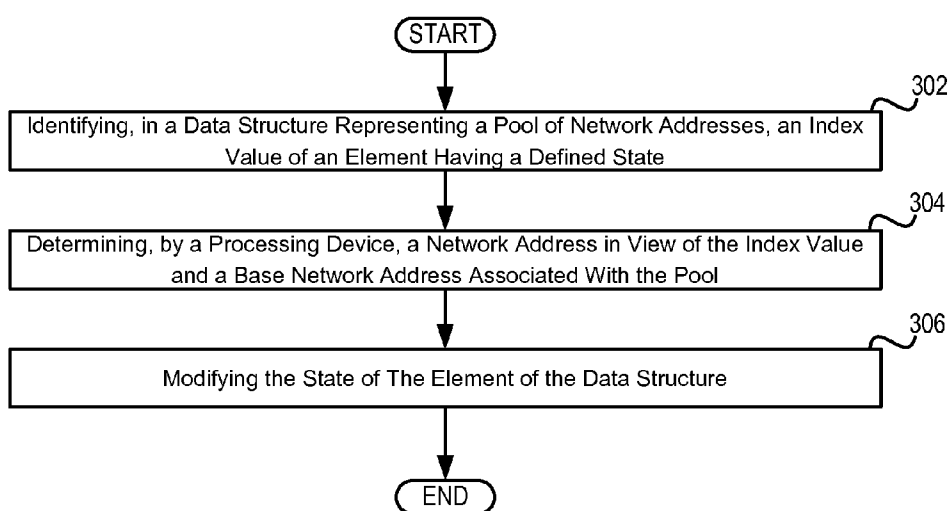 START
302
Identifying, in a Data Structure Representing a Pool of Network Addresses, an Index
Value of an Element Having a Defined State
304
Determining, by a Processing Device, a Network Address in View of the Index Value
and a Base Network Address Associated With the Pool
306
Modifying the State of The Element of the Data Structure
END